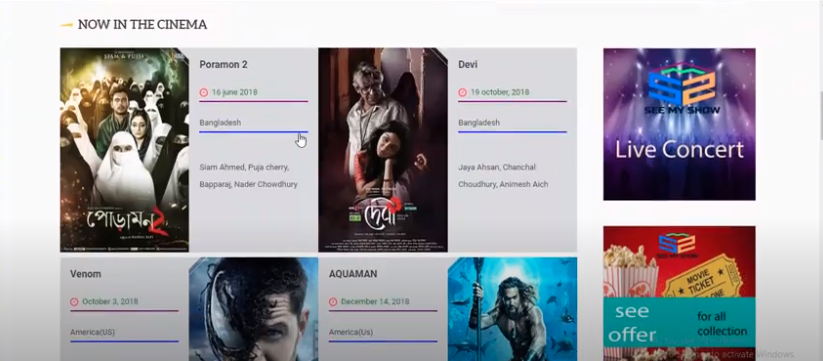 NOW IN THE CINEMA
SIAM & PUJA
পোড়ামন ২
Poramon 2
16 june 2018
Bangladesh
Siam Ahmed, Puja cherry,
Bapparaj, Nader Chowdhury
দেবী
Devi
19 october, 2018
Bangladesh
Jaya Ahsan, Chanchal
Choudhury, Animesh Aich
SEE MY SHOW
Live Concert
Venom
October 3, 2018
America(US)
AQUAMAN
December 14, 2018
America(Us)
SEE MY SHOW
MOVIE
TICKET
see
offer
for all
collection
to activate Windows.